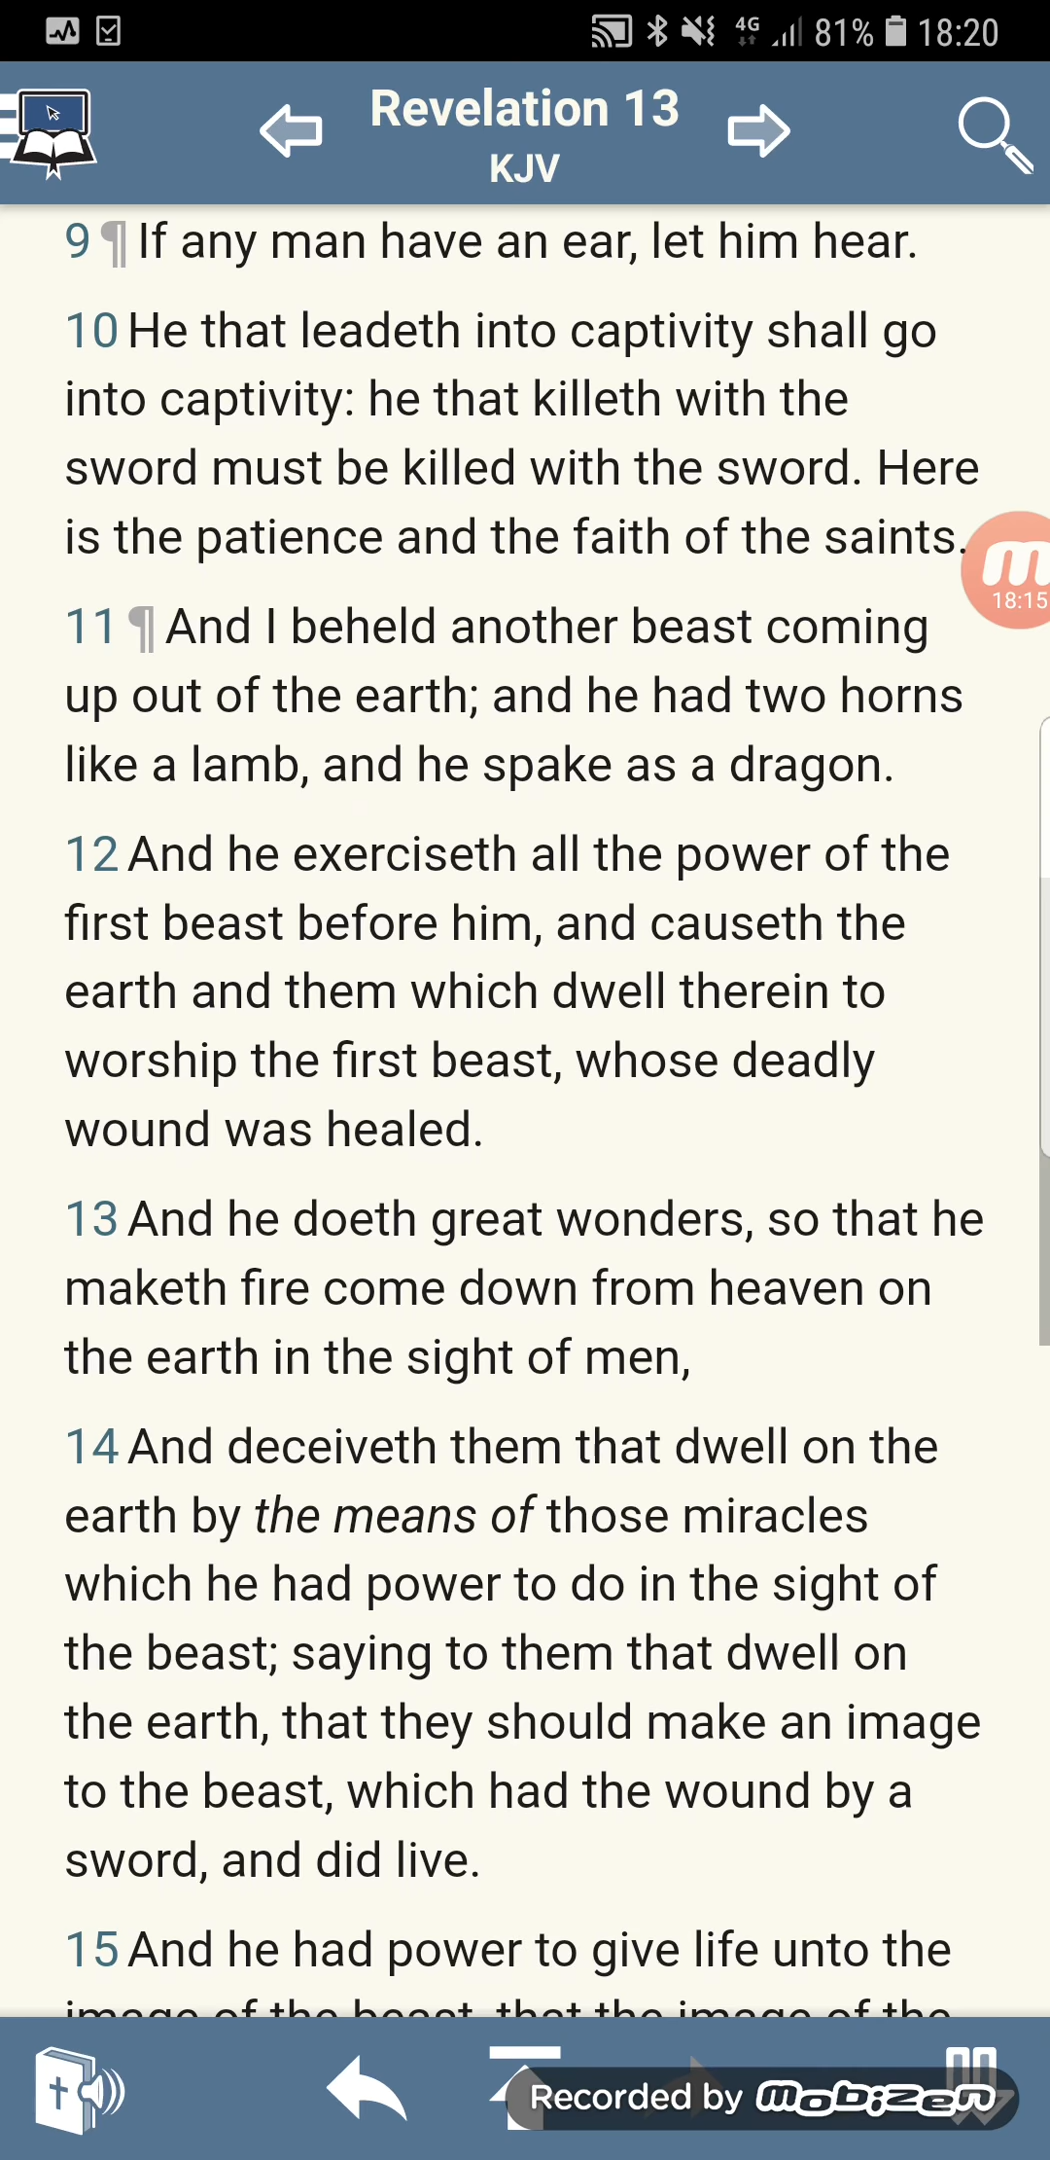 4G 81% 18:20
Revelation 13
KJV
9 ¶ If any man have an ear, let him hear.
10 He that leadeth into captivity shall go
into captivity: he that killeth with the
sword must be killed with the sword. Here
is the patience and the faith of the saints.
m
18:15
11 ¶ And I beheld another beast coming
up out of the earth; and he had two horns
like a lamb, and he spake as a dragon.
12 And he exerciseth all the power of the
first beast before him, and causeth the
earth and them which dwell therein to
worship the first beast, whose deadly
wound was healed.
13 And he doeth great wonders, so that he
maketh fire come down from heaven on
the earth in the sight of men,
14 And deceiveth them that dwell on the
earth by the means of those miracles
which he had power to do in the sight of
the beast; saying to them that dwell on
the earth, that they should make an image
to the beast, which had the wound by a
sword, and did live.
15 And he had power to give life unto the
image of the beast, that the image of the
Recorded by mobizen